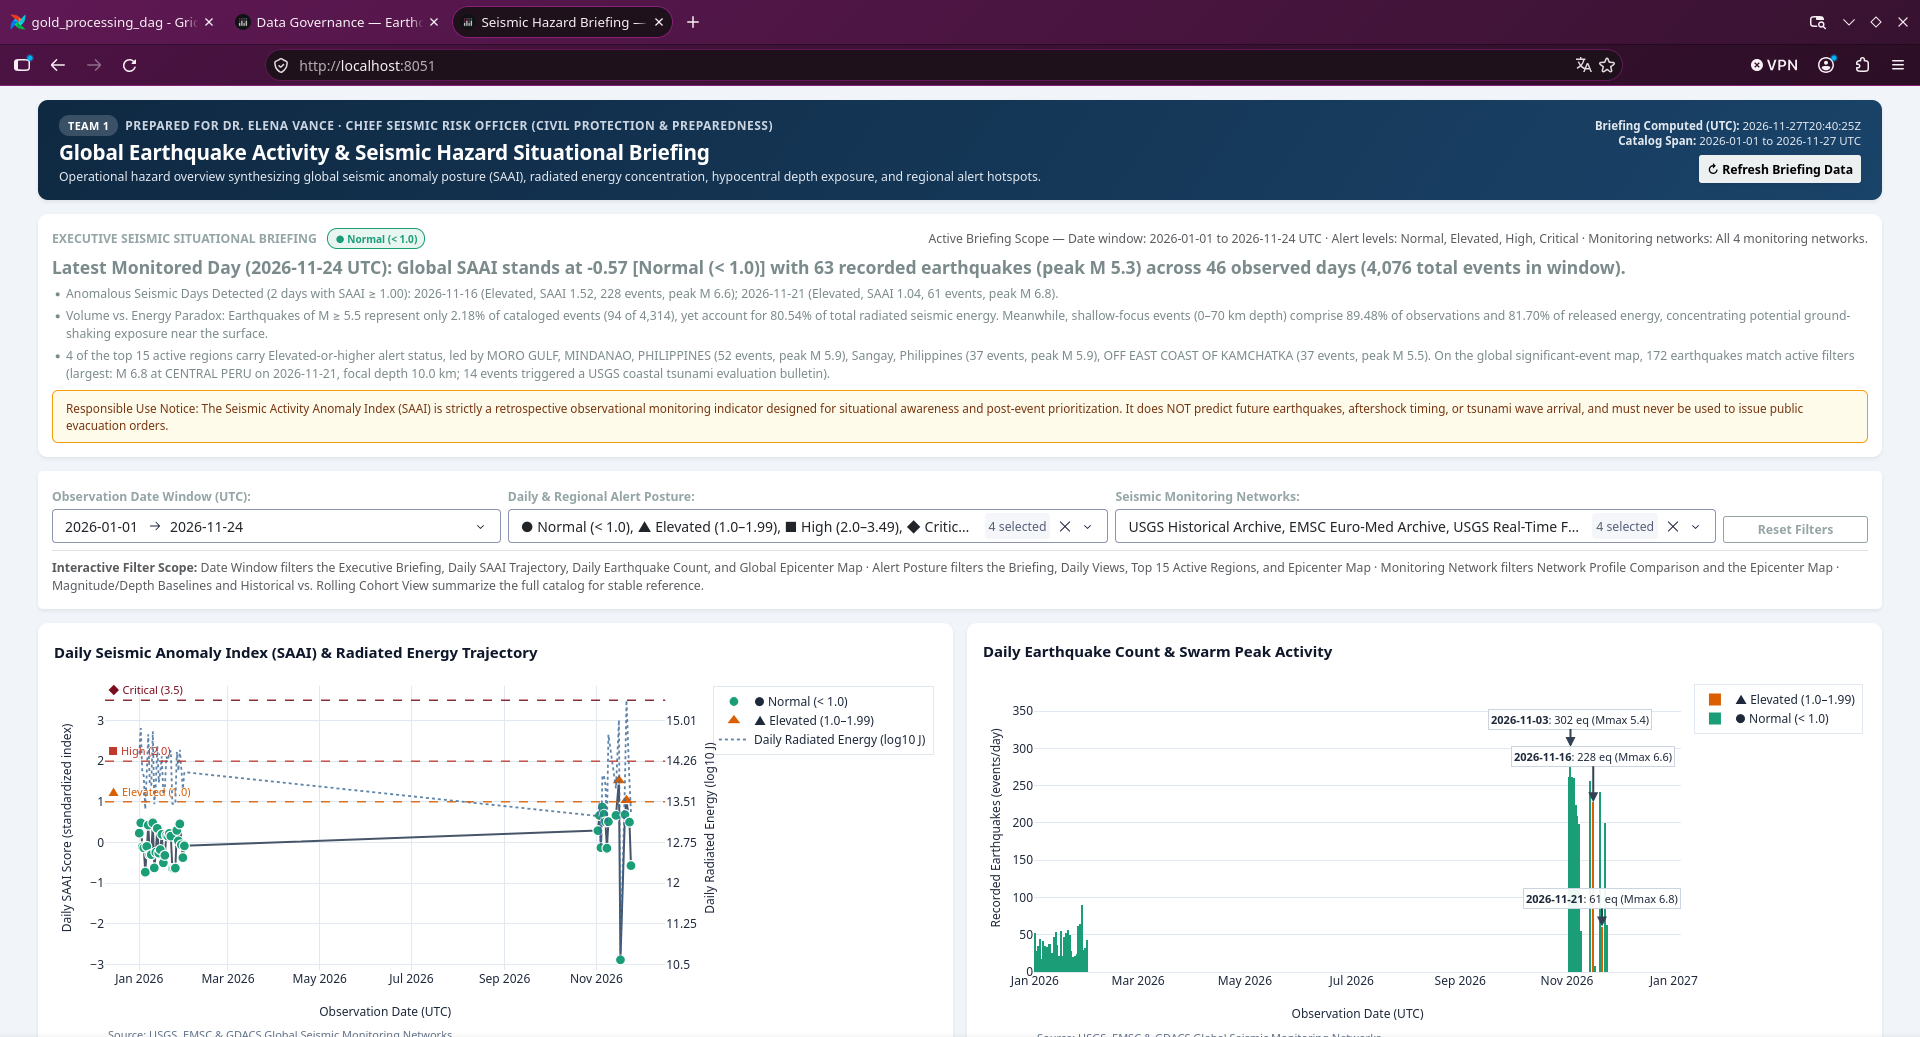 gold_processing_dag - Gri
Data Governance — Earth
Seismic Hazard Briefing —
http://localhost:8051
VPN
TEAM 1
PREPARED FOR DR. ELENA VANCE · CHIEF SEISMIC RISK OFFICER (CIVIL PROTECTION & PREPAREDNESS)
Global Earthquake Activity & Seismic Hazard Situational Briefing
Operational hazard overview synthesizing global seismic anomaly posture (SAAI), radiated energy concentration, hypocentral depth exposure, and regional alert hotspots.
Briefing Computed (UTC): 2026-11-27T20:40:25Z
Catalog Span: 2026-01-01 to 2026-11-27 UTC
↻ Refresh Briefing Data
EXECUTIVE SEISMIC SITUATIONAL BRIEFING
● Normal (< 1.0)
Active Briefing Scope — Date window: 2026-01-01 to 2026-11-24 UTC · Alert levels: Normal, Elevated, High, Critical · Monitoring networks: All 4 monitoring networks.
Latest Monitored Day (2026-11-24 UTC): Global SAAI stands at -0.57 [Normal (< 1.0)] with 63 recorded earthquakes (peak M 5.3) across 46 observed days (4,076 total events in window).
• Anomalous Seismic Days Detected (2 days with SAAI ≥ 1.00): 2026-11-16 (Elevated, SAAI 1.52, 228 events, peak M 6.6); 2026-11-21 (Elevated, SAAI 1.04, 61 events, peak M 6.8).
• Volume vs. Energy Paradox: Earthquakes of M ≥ 5.5 represent only 2.18% of cataloged events (94 of 4,314), yet account for 80.54% of total radiated seismic energy. Meanwhile, shallow-focus events (0–70 km depth) comprise 89.48% of observations and 81.70% of released energy, concentrating potential ground-
shaking exposure near the surface.
• 4 of the top 15 active regions carry Elevated-or-higher alert status, led by MORO GULF, MINDANAO, PHILIPPINES (52 events, peak M 5.9), Sangay, Philippines (37 events, peak M 5.9), OFF EAST COAST OF KAMCHATKA (37 events, peak M 5.5). On the global significant-event map, 172 earthquakes match active filters
(largest: M 6.8 at CENTRAL PERU on 2026-11-21, focal depth 10.0 km; 14 events triggered a USGS coastal tsunami evaluation bulletin).
Responsible Use Notice: The Seismic Activity Anomaly Index (SAAI) is strictly a retrospective observational monitoring indicator designed for situational awareness and post-event prioritization. It does NOT predict future earthquakes, aftershock timing, or tsunami wave arrival, and must never be used to issue public
evacuation orders.
Observation Date Window (UTC):
2026-01-01 → 2026-11-24
Daily & Regional Alert Posture:
● Normal (< 1.0), ▲ Elevated (1.0–1.99), ■ High (2.0–3.49), ◆ Critic...
4 selected
Seismic Monitoring Networks:
USGS Historical Archive, EMSC Euro-Med Archive, USGS Real-Time F...
4 selected
Reset Filters
Interactive Filter Scope: Date Window filters the Executive Briefing, Daily SAAI Trajectory, Daily Earthquake Count, and Global Epicenter Map · Alert Posture filters the Briefing, Daily Views, Top 15 Active Regions, and Epicenter Map · Monitoring Network filters Network Profile Comparison and the Epicenter Map ·
Magnitude/Depth Baselines and Historical vs. Rolling Cohort View summarize the full catalog for stable reference.
Daily Seismic Anomaly Index (SAAI) & Radiated Energy Trajectory
◆ Critical (3.5)
■ High (2.0)
▲ Elevated (1.0)
3
2
1
0
−1
−2
−3
Daily SAAI Score (standardized index)
15.01
14.26
13.51
12.75
12
11.25
10.5
Daily Radiated Energy (log10 J)
● Normal (< 1.0)
▲ Elevated (1.0–1.99)
Daily Radiated Energy (log10 J)
Jan 2026
Mar 2026
May 2026
Jul 2026
Sep 2026
Nov 2026
Observation Date (UTC)
Source: USGS, EMSC & GDACS Global Seismic Monitoring Networks
Daily Earthquake Count & Swarm Peak Activity
350
300
250
200
150
100
50
0
Recorded Earthquakes (events/day)
2026-11-03: 302 eq (Mmax 5.4)
2026-11-16: 228 eq (Mmax 6.6)
2026-11-21: 61 eq (Mmax 6.8)
▲ Elevated (1.0–1.99)
● Normal (< 1.0)
Jan 2026
Mar 2026
May 2026
Jul 2026
Sep 2026
Nov 2026
Jan 2027
Observation Date (UTC)
Source: USGS, EMSC & GDACS Global Seismic Monitoring Networks